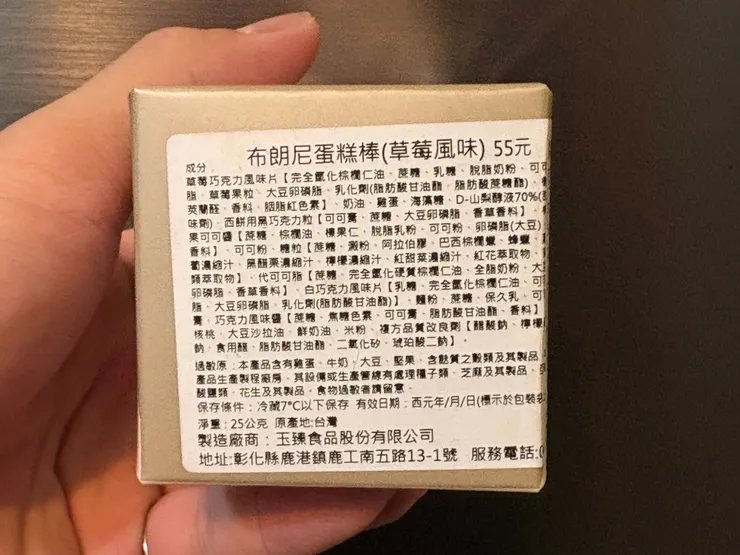 布朗尼蛋糕棒(草莓風味) 55元
成分
草莓巧克力風味片【完全氫化棕櫚仁油、蔗糖、乳糖、脫脂奶粉、可可
脂、草莓果粒、大豆卵磷脂、乳化劑(脂肪酸甘油酯、脂肪酸蔗糖酯)、香
莢蘭醛、香料、胭脂紅色素】、奶油、雞蛋、海藻糖、D-山梨醇液70%(
味劑)、西餅用黑巧克力粒【可可膏、蔗糖、大豆卵磷脂、香草香料】、
果可可醬【蔗糖、棕櫚油、榛果仁、脫脂乳粉、可可粉、卵磷脂(大豆)
香料】、可可粉、糖粒【蔗糖、澱粉、阿拉伯膠、巴西棕櫚蠟、蜂蠟、
葡濃縮汁、黑醋栗濃縮汁、檸檬濃縮汁、紅甜菜濃縮汁、紅花萃取物、
類萃取物】、代可可脂【蔗糖、完全氫化硬質棕櫚仁油、全脂奶粉、大
卵磷脂、香草香料】、白巧克力風味片【乳糖、完全氫化棕櫚仁油、可可
脂、大豆卵磷脂、乳化劑(脂肪酸甘油酯)】、麵粉、蔗糖、保久乳、可
膏、巧克力風味醬【蔗糖、焦糖色素、可可膏、脂肪酸甘油酯、香料】
核桃、大豆沙拉油、鮮奶油、米粉、複方品質改良劑【醋酸鈉、檸檬
鈉、食用醋、脂肪酸甘油酯、二氧化矽、琥珀酸二鈉】。
過敏原：本產品含有雞蛋、牛奶、大豆、堅果、含麩質之穀類及其製品
產品生產製程廠房、其設備或生產管線有處理種子類、芝麻及其製品、
酸鹽類、花生及其製品。食物過敏者請留意。
保存條件：冷藏7°C以下保存 有效日期：西元年/月/日(標示於包裝袋
淨重：25公克 原產地:台灣
製造廠商：玉臻食品股份有限公司
地址:彰化縣鹿港鎮鹿工南五路13-1號 服務電話:(